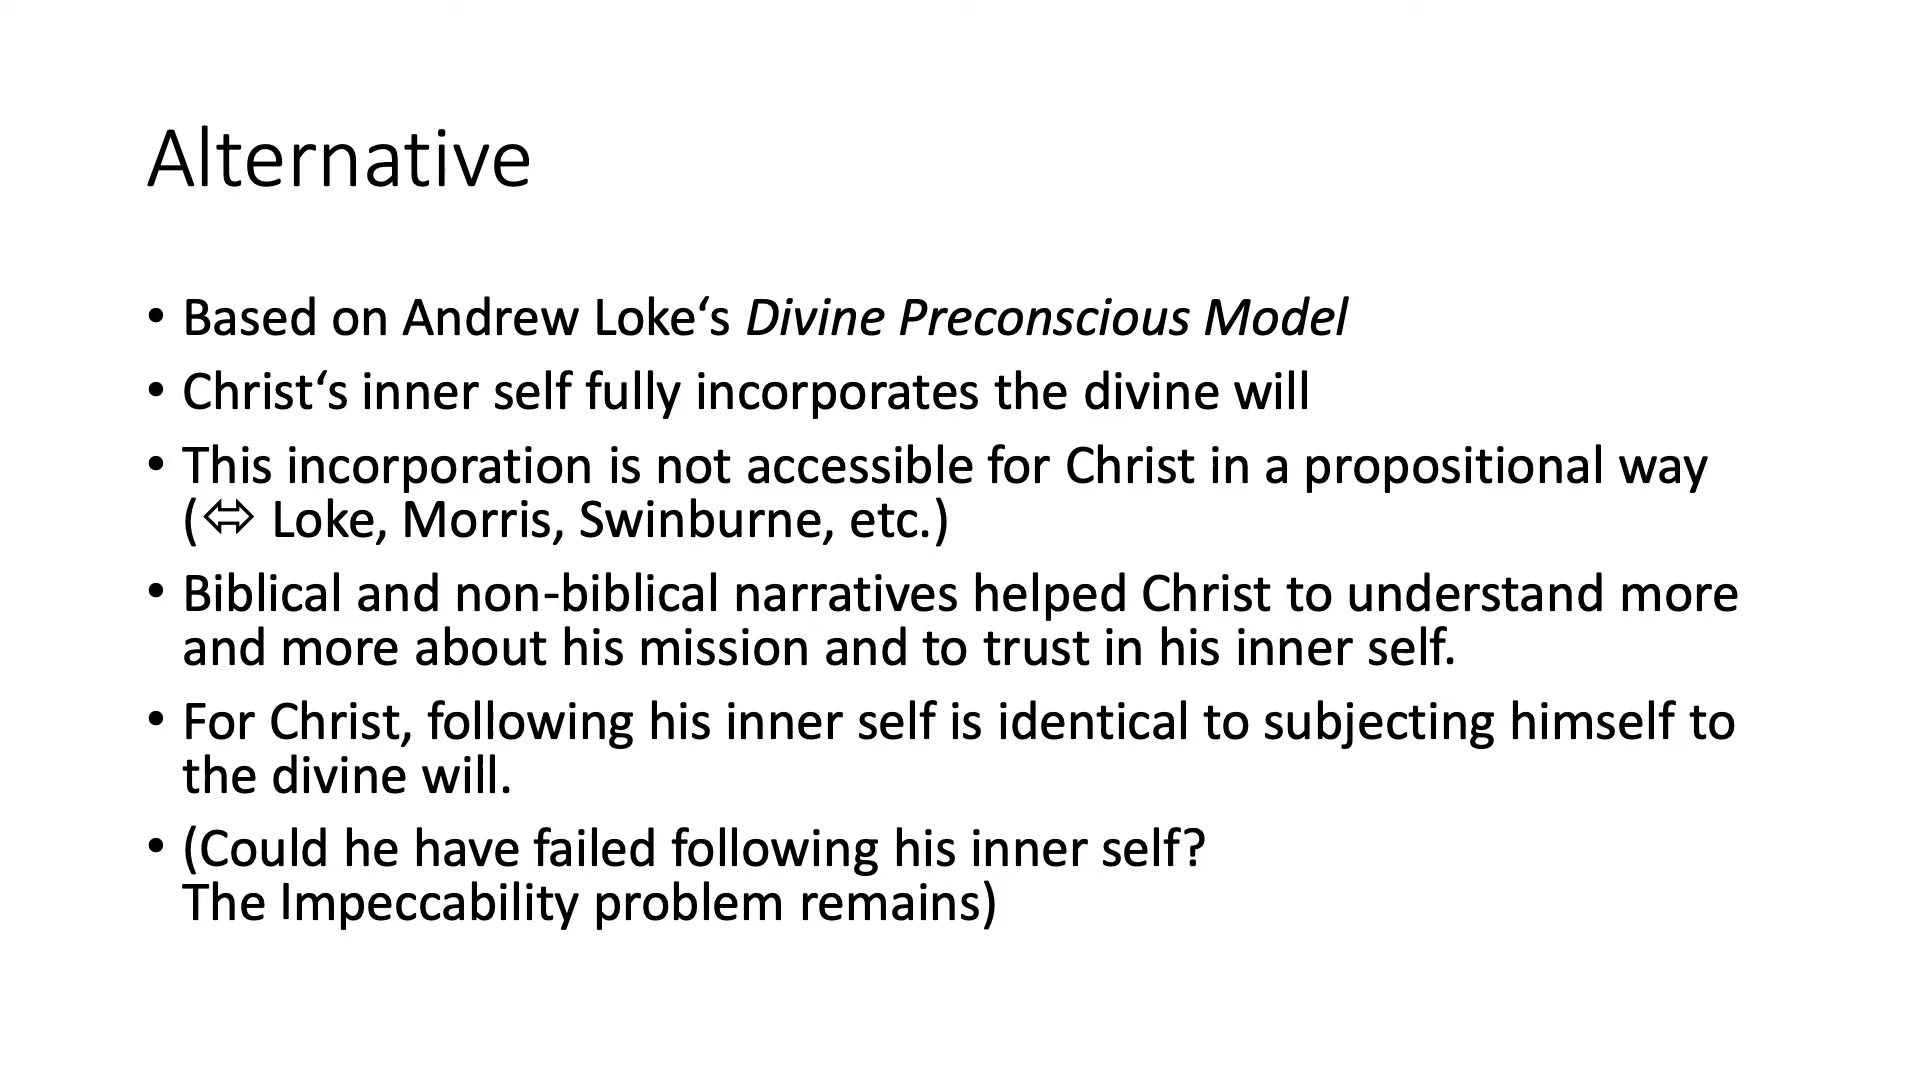 Alternative
• Based on Andrew Loke‘s Divine Preconscious Model
• Christ‘s inner self fully incorporates the divine will
• This incorporation is not accessible for Christ in a propositional way
(⬄ Loke, Morris, Swinburne, etc.)
• Biblical and non-biblical narratives helped Christ to understand more
and more about his mission and to trust in his inner self.
• For Christ, following his inner self is identical to subjecting himself to
the divine will.
• (Could he have failed following his inner self?
The Impeccability problem remains)